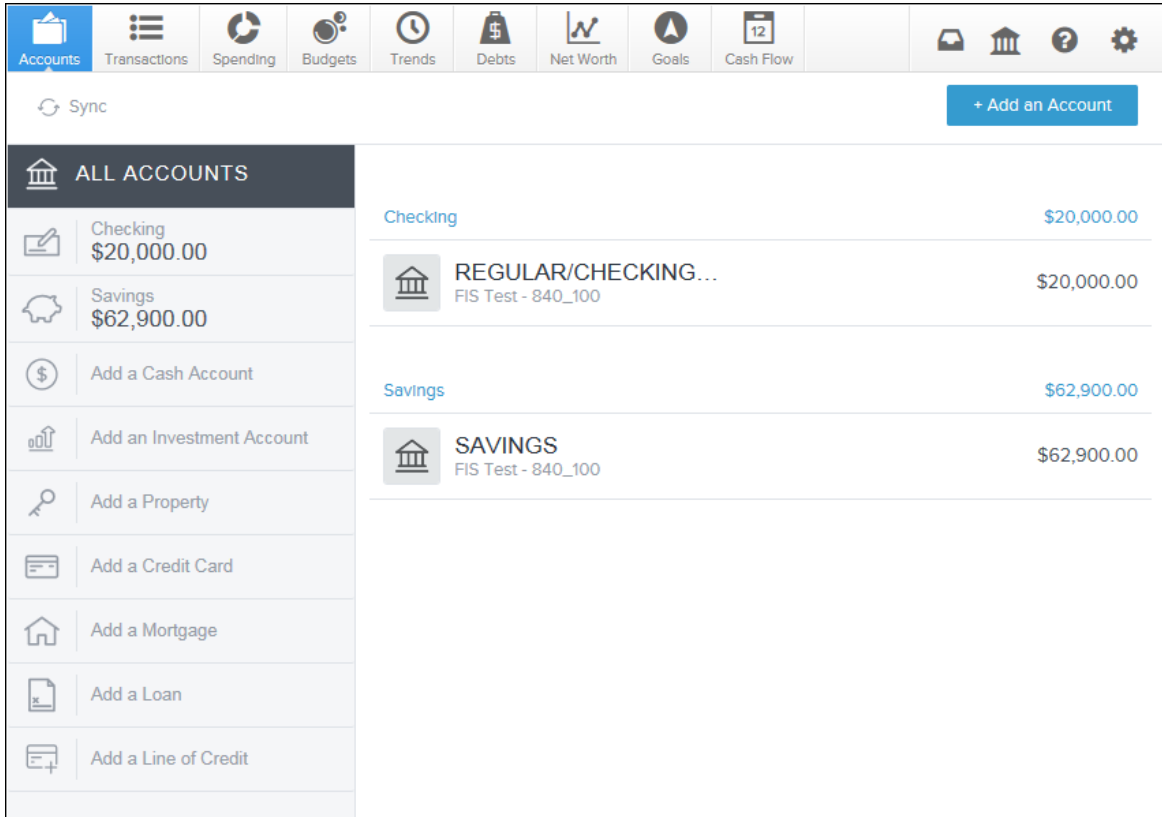 Accounts Transactions Spending Budgets Trends Debts Net Worth Goals 12 Cash Flow
Sync
+ Add an Account
ALL ACCOUNTS
Checking
$20,000.00
Savings
$62,900.00
Add a Cash Account
Add an Investment Account
Add a Property
Add a Credit Card
Add a Mortgage
Add a Loan
Add a Line of Credit
Checking $20,000.00
REGULAR/CHECKING... $20,000.00
FIS Test - 840_100
Savings $62,900.00
SAVINGS $62,900.00
FIS Test - 840_100